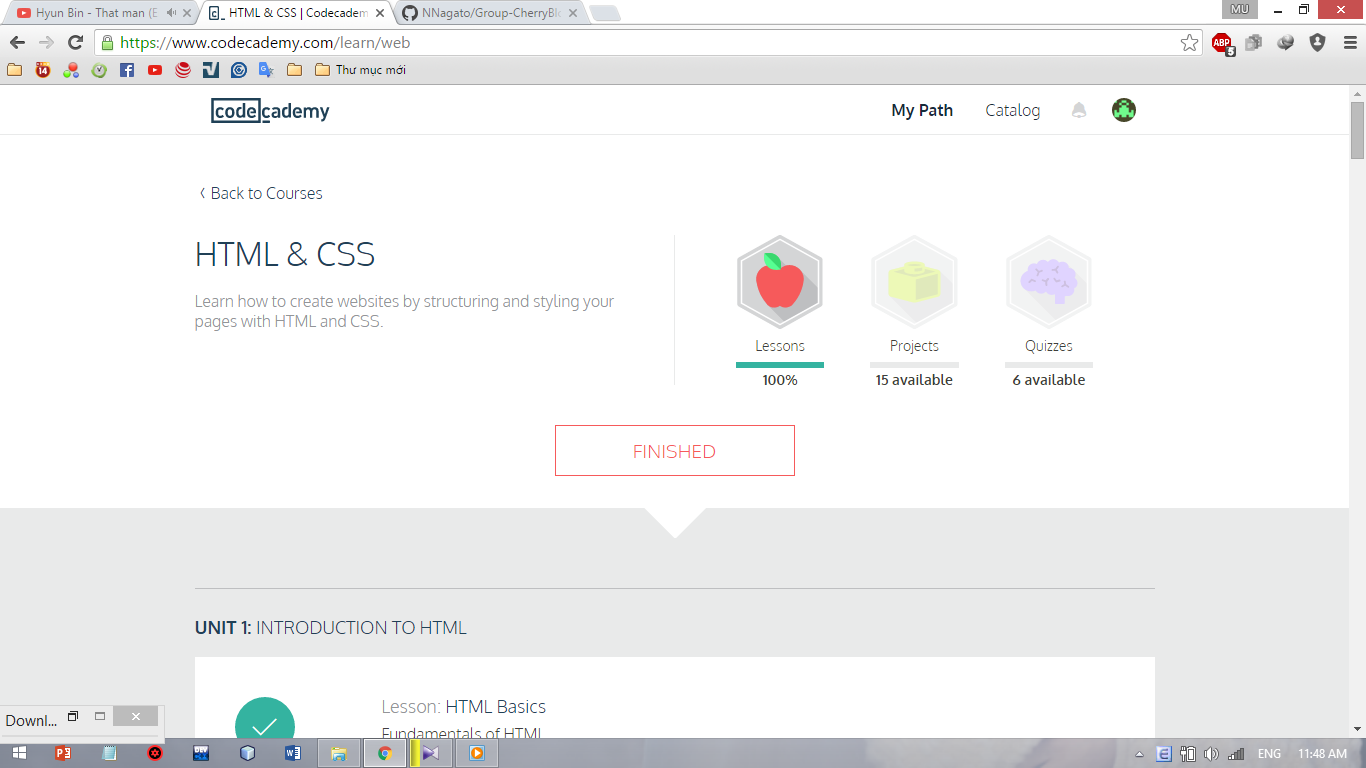 Hyun Bin - That man (E
HTML & CSS | Codecadem
NNagato/Group-CherryBl
MU
https://www.codecademy.com/learn/web
ABP
5
14
Thư mục mới
codecademy
My Path
Catalog
Back to Courses
HTML & CSS
Learn how to create websites by structuring and styling your
pages with HTML and CSS.
Lessons
Projects
Quizzes
100%
15 available
6 available
FINISHED
UNIT 1: INTRODUCTION TO HTML
Lesson: HTML Basics
Fundamentals of HTML
Downl...
ENG
11:48 AM